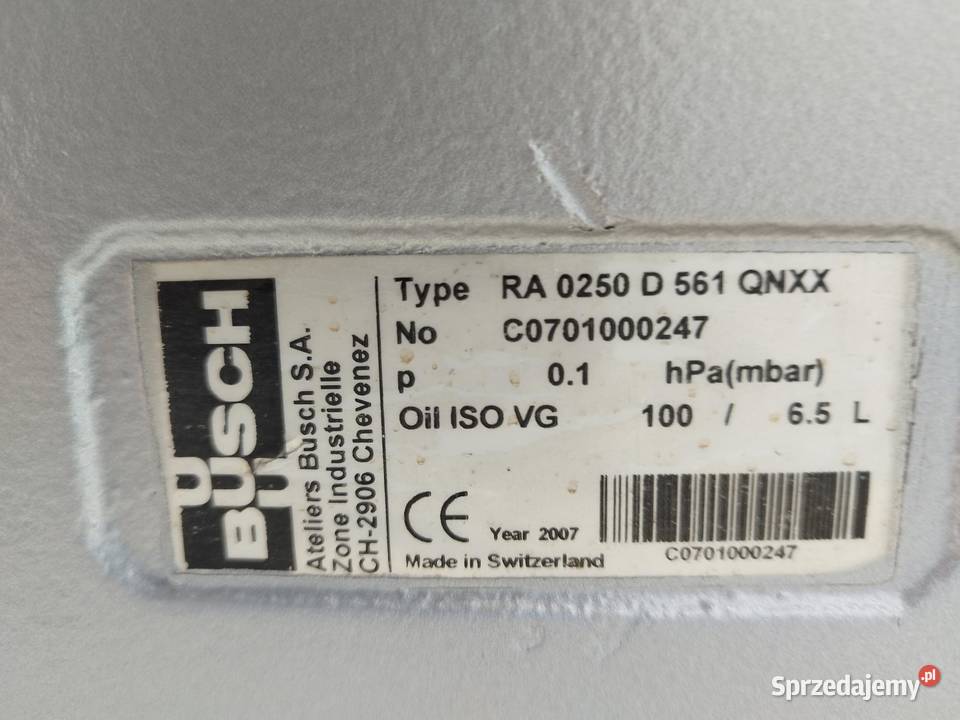 BUSCH
Ateliers Busch S.A.
Zone Industrielle
CH-2906 Chevenez
Type RA 0250 D 561 QNXX
No C0701000247
p 0.1 hPa(mbar)
Oil ISO VG 100 / 6.5 L
CE Year 2007
Made in Switzerland
C0701000247
Sprzedajemy.pl